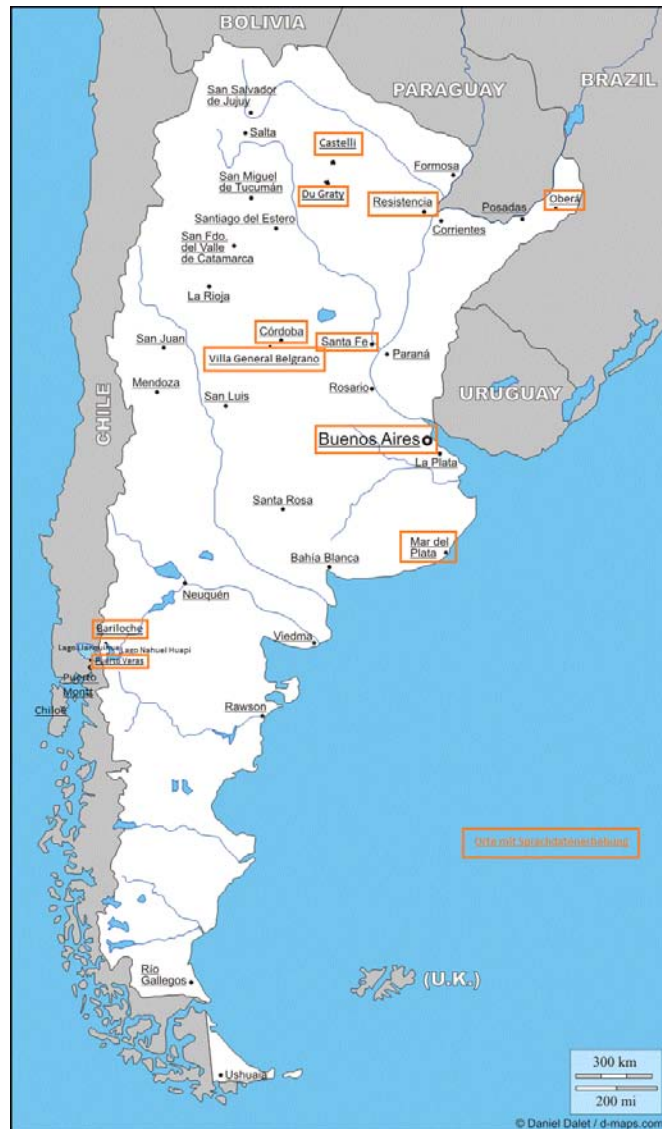 BOLIVIA
PARAGUAY
BRAZIL
San Salvador
de Jujuy
Salta
Castelli
Formosa
San Miguel
de Tucumán
Du Graty
Resistencia
Oberá
Posadas
Santiago del Estero
Corrientes
San Fdo.
del Valle
de Catamarca
La Rioja
Córdoba
San Juan
Santa Fe
Villa General Belgrano
Paraná
Mendoza
San Luis
Rosario
URUGUAY
CHILE
Buenos Aires
La Plata
Santa Rosa
Mar del
Plata
Bahía Blanca
Neuquén
Bariloche
Viedma
Lago Llanquihue
Lago Nahuel Huapi
Puerto Varas
Puerto
Montt
Chiloé
Rawson
Orte mit Sprachdatenerhebung
Río
Gallegos
(U.K.)
Ushuaia
300 km
200 mi
© Daniel Dalet / d-maps.com